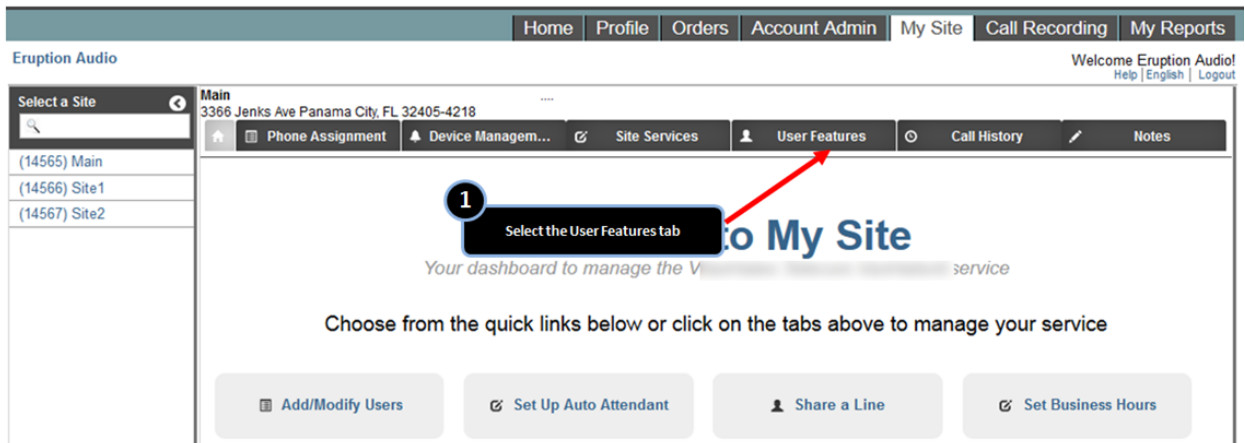 Home Profile Orders Account Admin My Site Call Recording My Reports
Eruption Audio
Welcome Eruption Audio!
Help | English | Logout
Select a Site
Main
....
3366 Jenks Ave Panama City, FL 32405-4218
Phone Assignment Device Managem... Site Services User Features Call History Notes
(14565) Main
(14566) Site1
(14567) Site2
1
Select the User Features tab
to My Site
Your dashboard to manage the service
Choose from the quick links below or click on the tabs above to manage your service
Add/Modify Users Set Up Auto Attendant Share a Line Set Business Hours